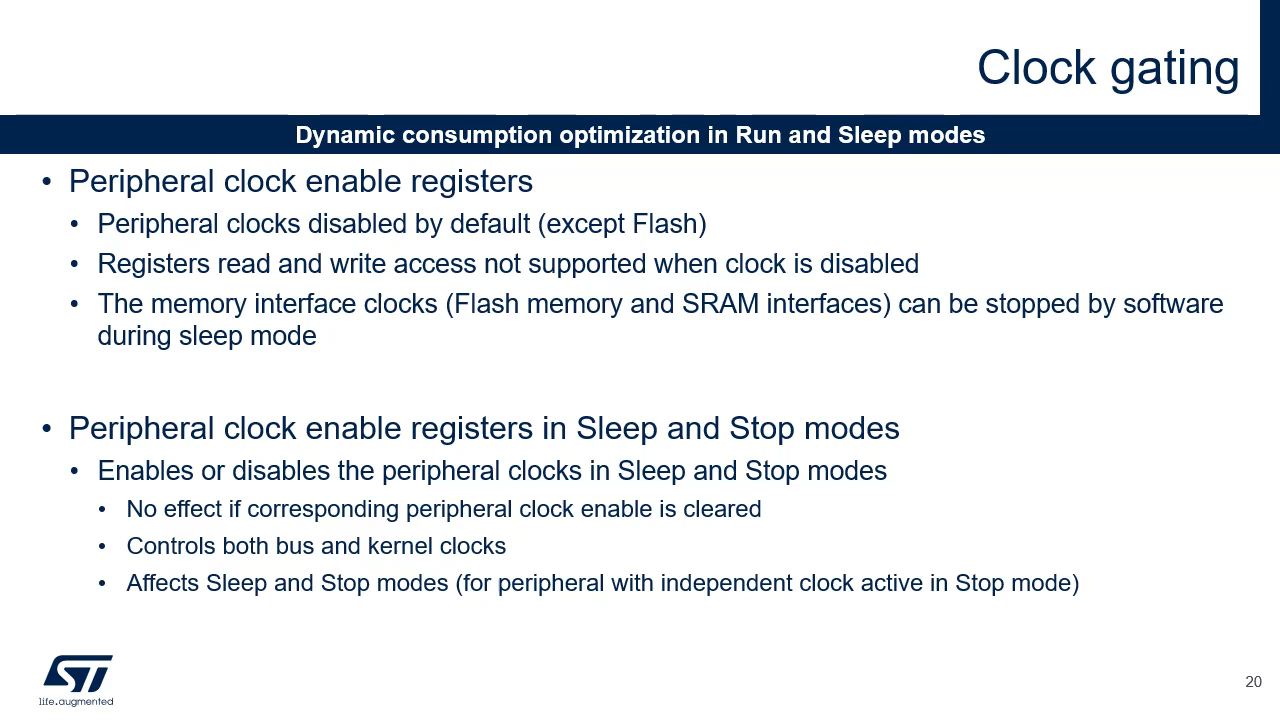 Clock gating
Dynamic consumption optimization in Run and Sleep modes
• Peripheral clock enable registers
• Peripheral clocks disabled by default (except Flash)
• Registers read and write access not supported when clock is disabled
• The memory interface clocks (Flash memory and SRAM interfaces) can be stopped by software
during sleep mode
• Peripheral clock enable registers in Sleep and Stop modes
• Enables or disables the peripheral clocks in Sleep and Stop modes
• No effect if corresponding peripheral clock enable is cleared
• Controls both bus and kernel clocks
• Affects Sleep and Stop modes (for peripheral with independent clock active in Stop mode)
ST
life.augmented
20